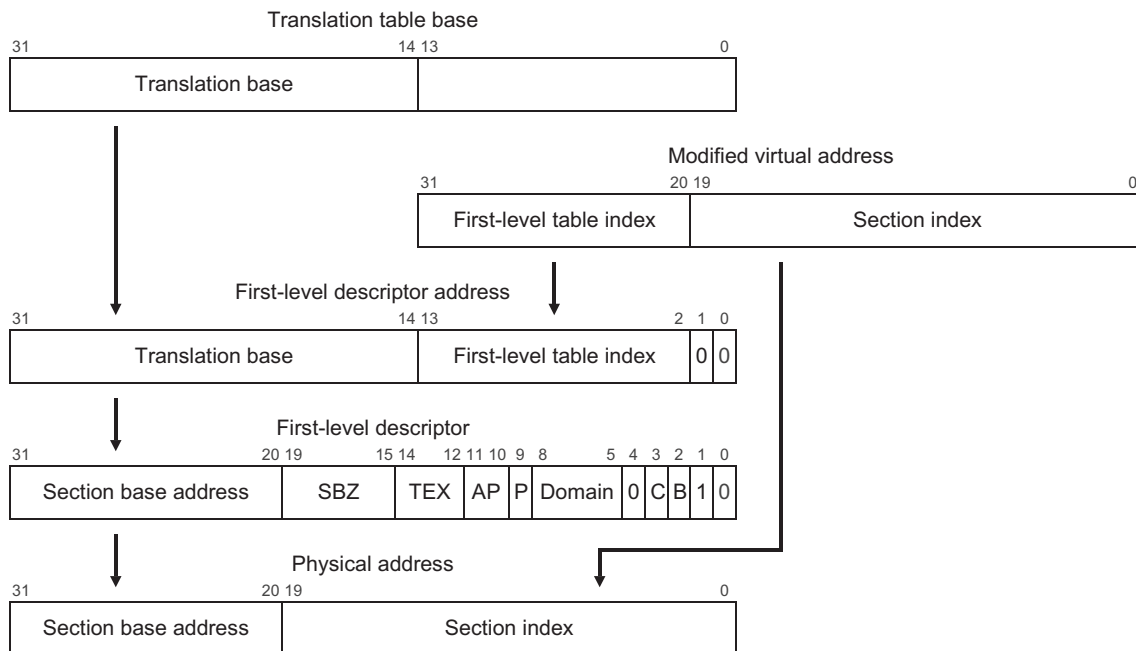 Translation table base
31 14 13 0
Translation base
Modified virtual address
31 20 19 0
First-level table index Section index
First-level descriptor address
31 14 13 2 1 0
Translation base First-level table index 0 0
First-level descriptor
31 20 19 15 14 12 11 10 9 8 5 4 3 2 1 0
Section base address SBZ TEX AP P Domain 0 C B 1 0
Physical address
31 20 19 0
Section base address Section index